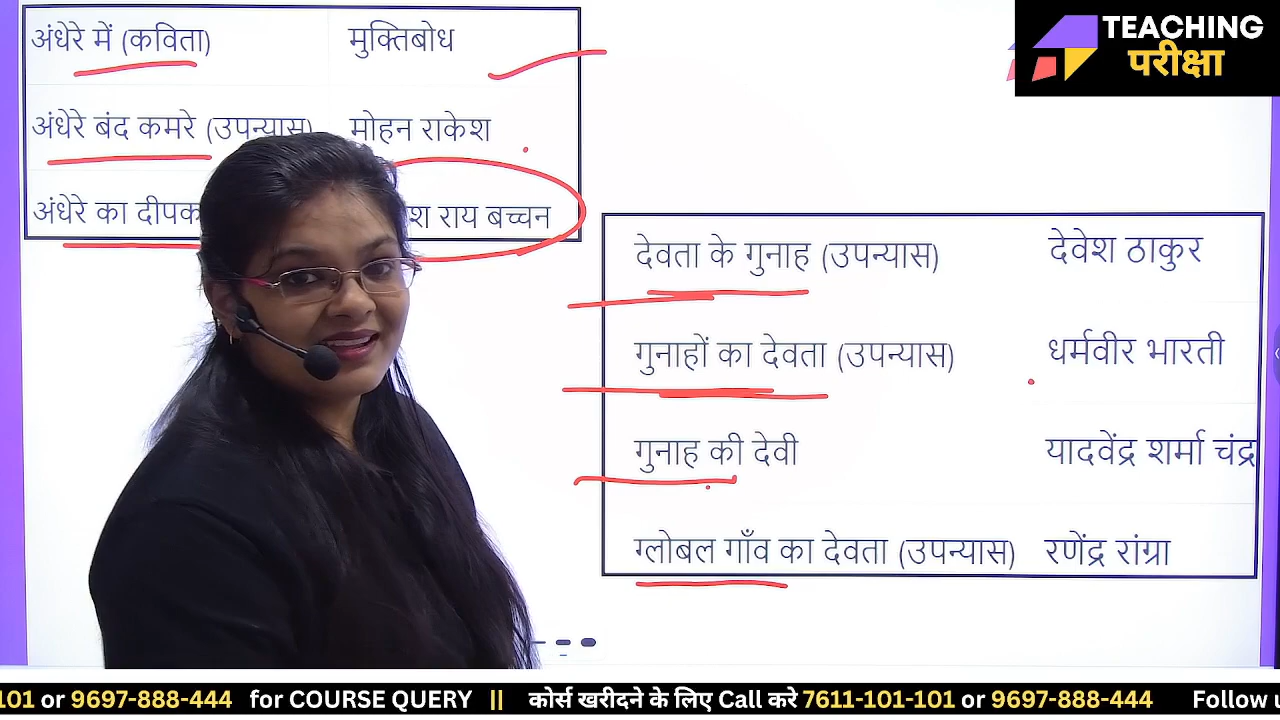 TEACHING
परीक्षा
अंधेरे में (कविता) मुक्तिबोध
अंधेरे बंद कमरे (उपन्यास) मोहन राकेश
अंधेरे का दीपक राय बच्चन
देवता के गुनाह (उपन्यास) देवेश ठाकुर
गुनाहों का देवता (उपन्यास) धर्मवीर भारती
गुनाह की देवी यादवेंद्र शर्मा चंद्र
ग्लोबल गाँव का देवता (उपन्यास) रणेंद्र रांग्रा
101 or 9697-888-444 for COURSE QUERY || कोर्स खरीदने के लिए Call करे 7611-101-101 or 9697-888-444 Follow